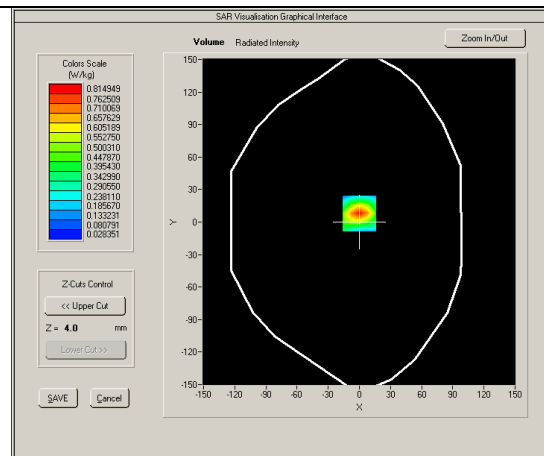 SAR Visualisation Graphical Interface
Volume Radiated Intensity
Zoom In/Out
Colors Scale
(W/kg)
0.814949
0.762509
0.710069
0.657629
0.605189
0.552750
0.500310
0.447870
0.395430
0.342990
0.290550
0.238110
0.185670
0.133231
0.080791
0.028351
Z-Cuts Control
<< Upper Cut
Z = 4.0 mm
Lower Cut >>
SAVE Cancel
150
120
90
60
30
0
-30
-60
-90
-120
-150
Y
-150 -120 -90 -60 -30 0 30 60 90 120 150
X